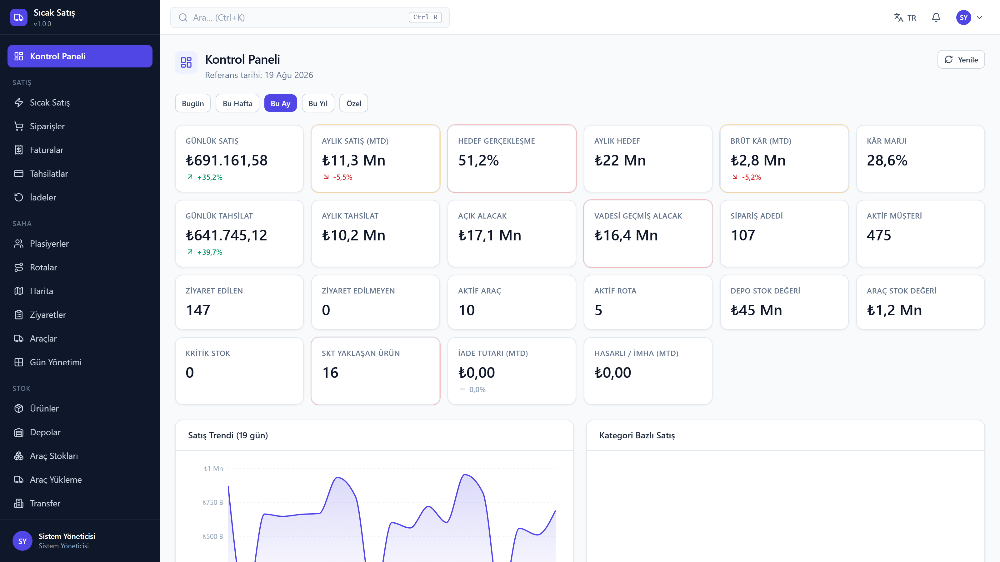 Sıcak Satış
v1.0.0
Kontrol Paneli
SATIŞ
Sıcak Satış
Siparişler
Faturalar
Tahsilatlar
İadeler
SAHA
Plasiyerler
Rotalar
Harita
Ziyaretler
Araçlar
Gün Yönetimi
STOK
Ürünler
Depolar
Araç Stokları
Araç Yükleme
Transfer
SY
Sistem Yöneticisi
Sistem Yöneticisi
Ara... (Ctrl+K)
Ctrl K
TR
SY
Kontrol Paneli
Referans tarihi: 19 Ağu 2026
Yenile
Bugün
Bu Hafta
Bu Ay
Bu Yıl
Özel
GÜNLÜK SATIŞ
₺691.161,58
+35,2%
AYLIK SATIŞ (MTD)
₺11,3 Mn
-5,5%
HEDEF GERÇEKLEŞME
51,2%
AYLIK HEDEF
₺22 Mn
BRÜT KÂR (MTD)
₺2,8 Mn
-5,2%
KÂR MARJI
28,6%
GÜNLÜK TAHSİLAT
₺641.745,12
+39,7%
AYLIK TAHSİLAT
₺10,2 Mn
AÇIK ALACAK
₺17,1 Mn
VADESİ GEÇMİŞ ALACAK
₺16,4 Mn
SİPARİŞ ADEDİ
107
AKTİF MÜŞTERİ
475
ZİYARET EDİLEN
147
ZİYARET EDİLMEYEN
0
AKTİF ARAÇ
10
AKTİF ROTA
5
DEPO STOK DEĞERİ
₺45 Mn
ARAÇ STOK DEĞERİ
₺1,2 Mn
KRİTİK STOK
0
SKT YAKLAŞAN ÜRÜN
16
İADE TUTARI (MTD)
₺0,00
— 0,0%
HASARLI / İMHA (MTD)
₺0,00
Satış Trendi (19 gün)
₺1 Mn
₺750 B
₺500 B
Kategori Bazlı Satış